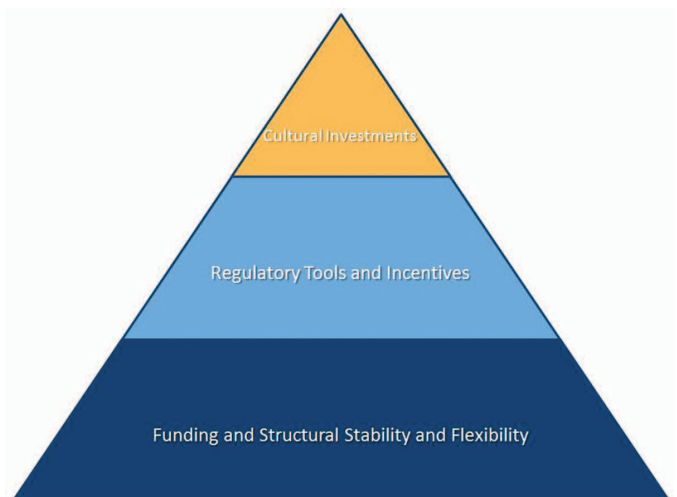 Cultural Investments
Regulatory Tools and Incentives
Funding and Structural Stability and Flexibility